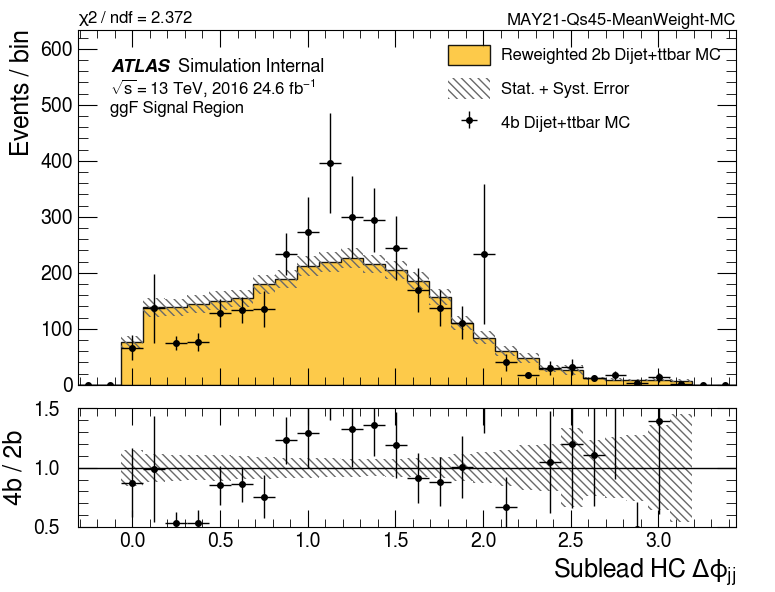 χ2 / ndf = 2.372
MAY21-Qs45-MeanWeight-MC
Events / bin
600
500
400
300
200
100
0
ATLAS Simulation Internal
√s = 13 TeV, 2016 24.6 fb⁻¹
ggF Signal Region
Reweighted 2b Dijet+ttbar MC
Stat. + Syst. Error
4b Dijet+ttbar MC
4b / 2b
1.5
1.0
0.5
0.0 0.5 1.0 1.5 2.0 2.5 3.0
Sublead HC Δϕjj